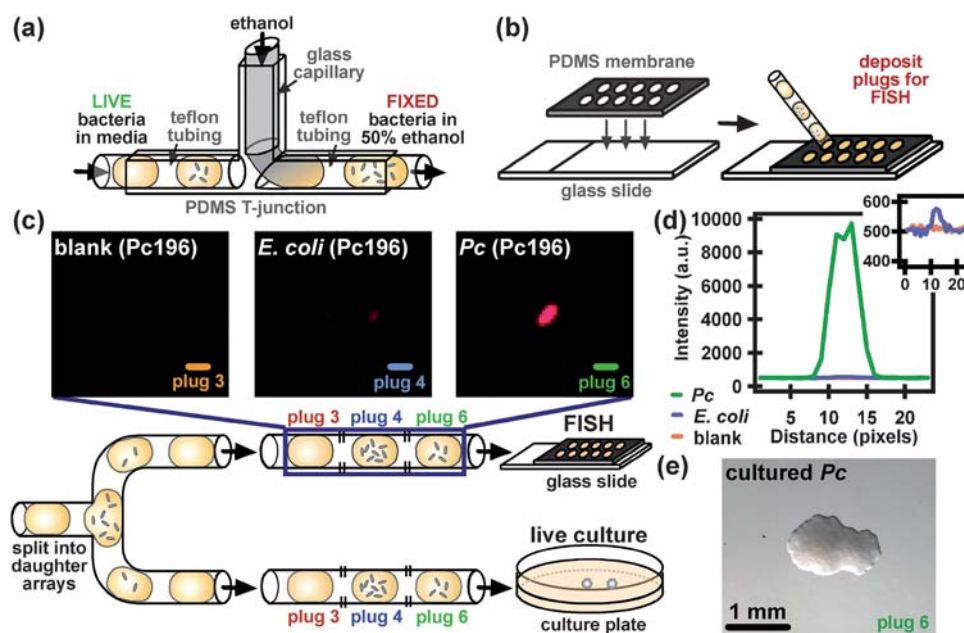 (a)
ethanol
glass
capillary
LIVE
bacteria
in media
teflon
tubing
teflon
tubing
FIXED
bacteria in
50% ethanol
PDMS T-junction
(b)
PDMS membrane
glass slide
deposit
plugs for
FISH
(c)
blank (Pc196)
plug 3
E. coli (Pc196)
plug 4
Pc (Pc196)
plug 6
plug 3 plug 4 plug 6
FISH
glass slide
split into
daughter
arrays
live culture
plug 3 plug 4 plug 6
culture plate
(d)
Intensity (a.u.)
10000
8000
6000
4000
2000
0
5 10 15 20
Distance (pixels)
Pc
E. coli
blank
600
500
400
0 10 20
(e)
cultured Pc
1 mm
plug 6